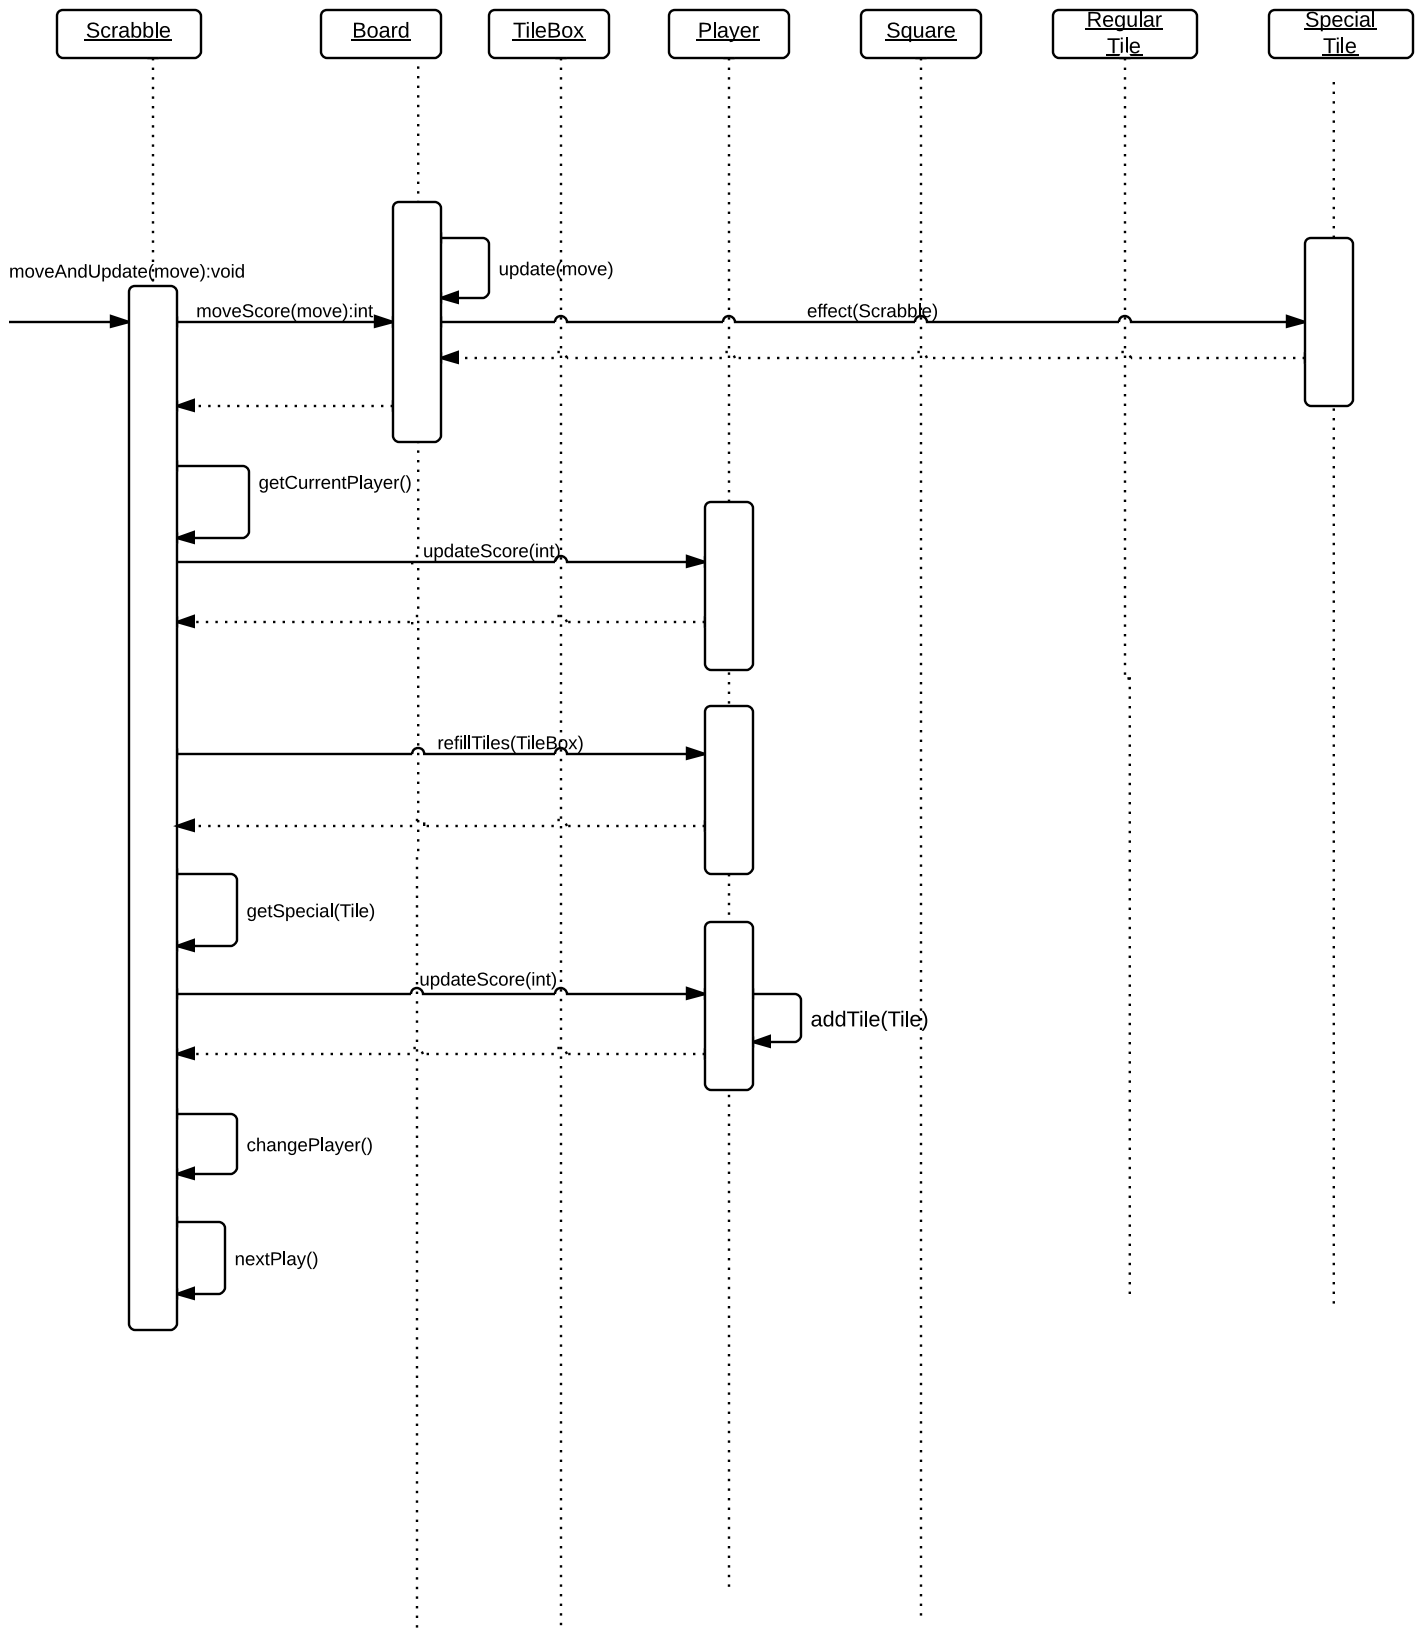 Scrabble
Board
TileBox
Player
Square
Regular
Tile
Special
Tile
moveAndUpdate(move):void
update(move)
moveScore(move):int
effect(Scrabble)
getCurrentPlayer()
updateScore(int)
refillTiles(TileBox)
getSpecial(Tile)
updateScore(int)
addTile(Tile)
changePlayer()
nextPlay()